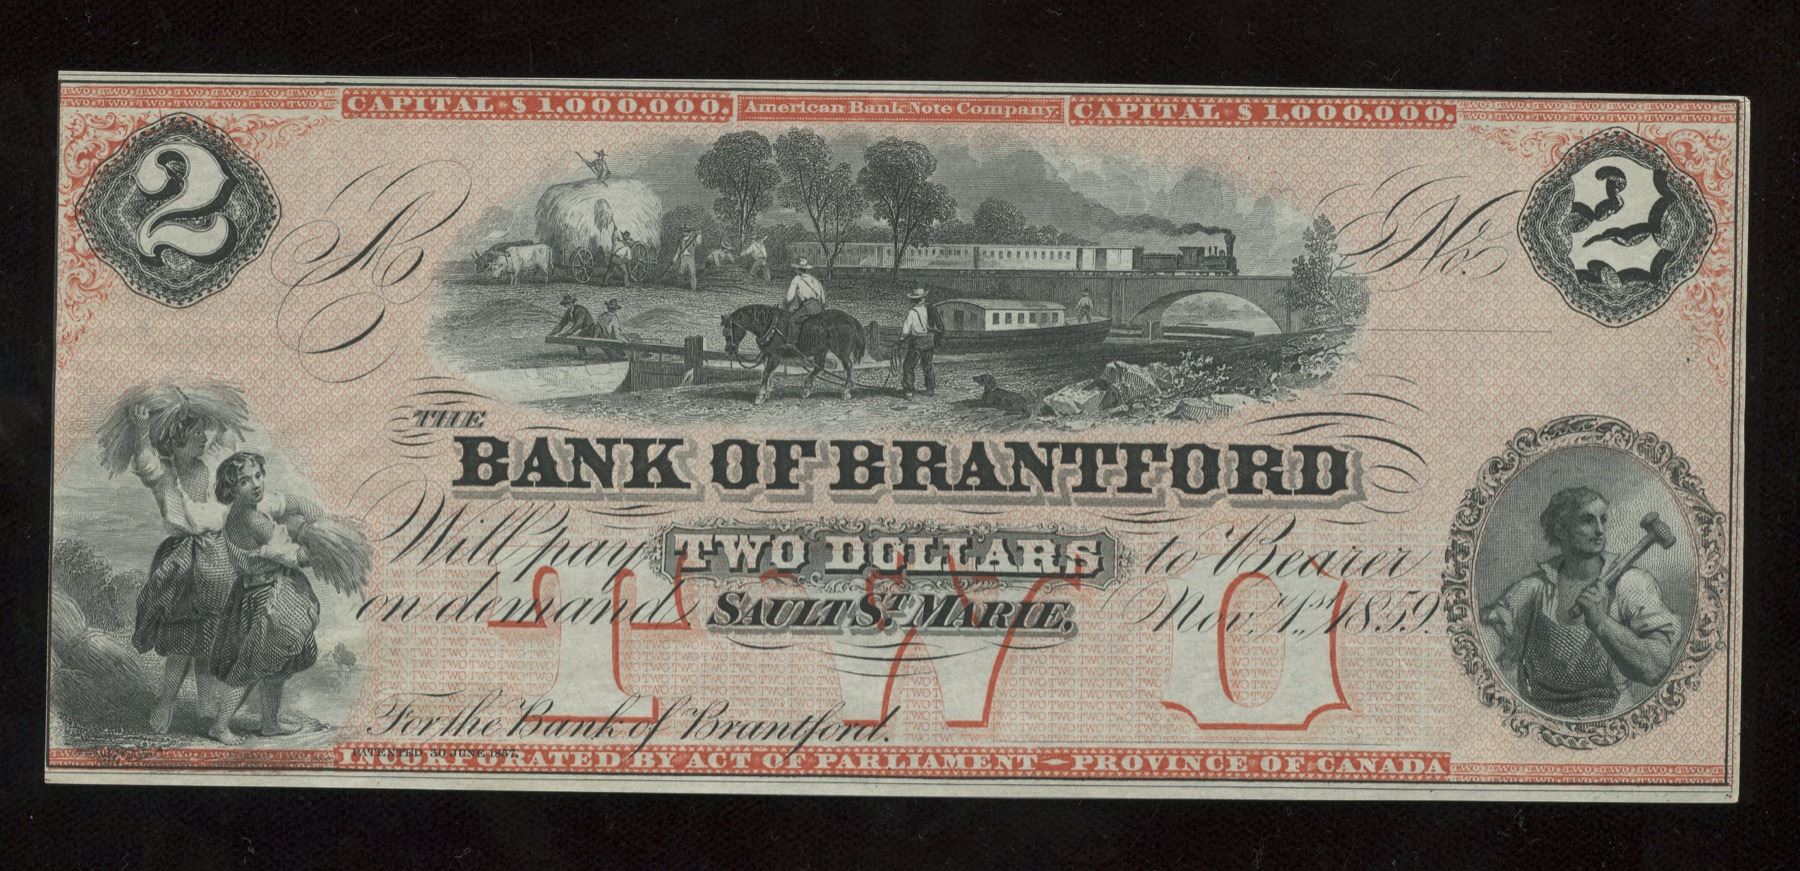 CAPITAL $1,000,000. American Bank Note Company. CAPITAL $1,000,000.
2 2
A No.
THE
BANK OF BRANTFORD
Will pay TWO DOLLARS to Bearer
on demand. SAULT ST. MARIE. Nov. 1st, 1859.
TWO
For the Bank of Brantford.
PATENTED 30 JUNE 1857.
INCORPORATED BY ACT OF PARLIAMENT—PROVINCE OF CANADA